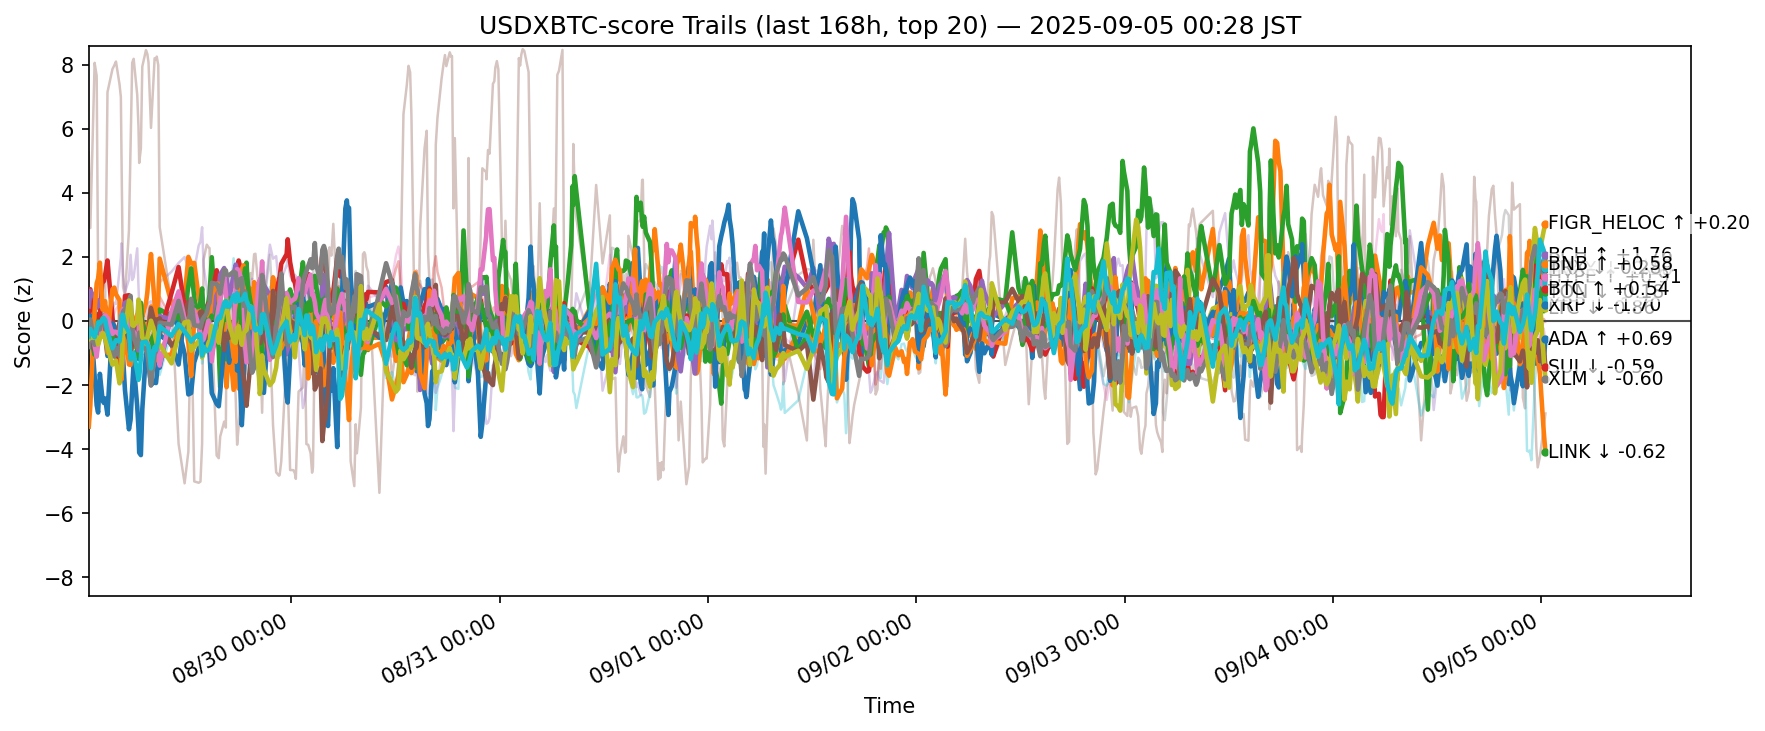 USDXBTC-score Trails (last 168h, top 20) — 2025-09-05 00:28 JST
Score (z)
8
6
4
2
0
−2
−4
−6
−8
FIGR_HELOC ↑ +0.20
BCH ↑ +1.76
BNB ↑ +0.58
BTC ↑ +0.54
XRP ↓ -1.70
ADA ↑ +0.69
XLM ↓ -0.60
LINK ↓ -0.62
08/30 00:00
08/31 00:00
09/01 00:00
09/02 00:00
09/03 00:00
09/04 00:00
09/05 00:00
Time